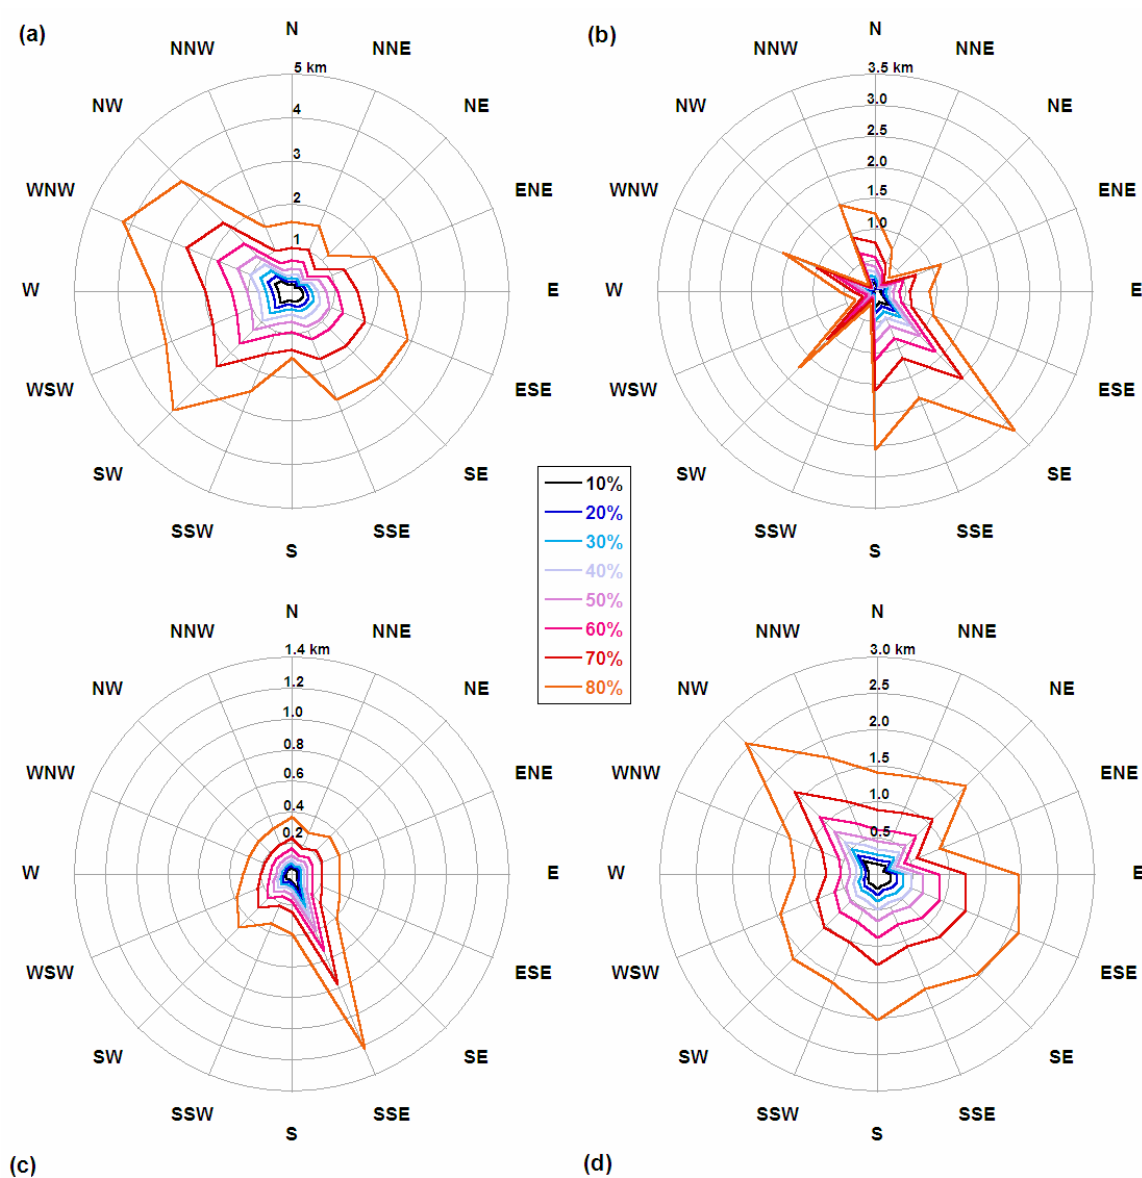 (a)
N
NNW
NNE
5 km
NW
NE
4
3
WNW
ENE
2
1
W
E
WSW
ESE
SW
SE
SSW
SSE
S
(b)
N
NNW
NNE
3.5 km
NW
NE
3.0
2.5
2.0
WNW
ENE
1.5
1.0
W
E
WSW
ESE
SW
SE
SSW
SSE
S
10%
20%
30%
40%
50%
60%
70%
80%
N
NNW
NNE
1.4 km
NW
NE
1.2
1.0
0.8
WNW
ENE
0.6
0.4
0.2
W
E
WSW
ESE
SW
SE
SSW
SSE
S
(c)
N
NNW
NNE
3.0 km
NW
NE
2.5
2.0
WNW
ENE
1.5
1.0
0.5
W
E
WSW
ESE
SW
SE
SSW
SSE
S
(d)